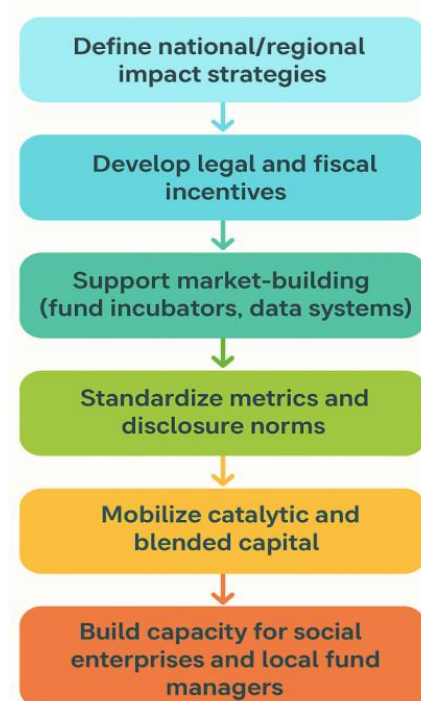 Define national/regional
impact strategies
Develop legal and fiscal
incentives
Support market-building
(fund incubators, data systems)
Standardize metrics and
disclosure norms
Mobilize catalytic and
blended capital
Build capacity for social
enterprises and local fund
managers